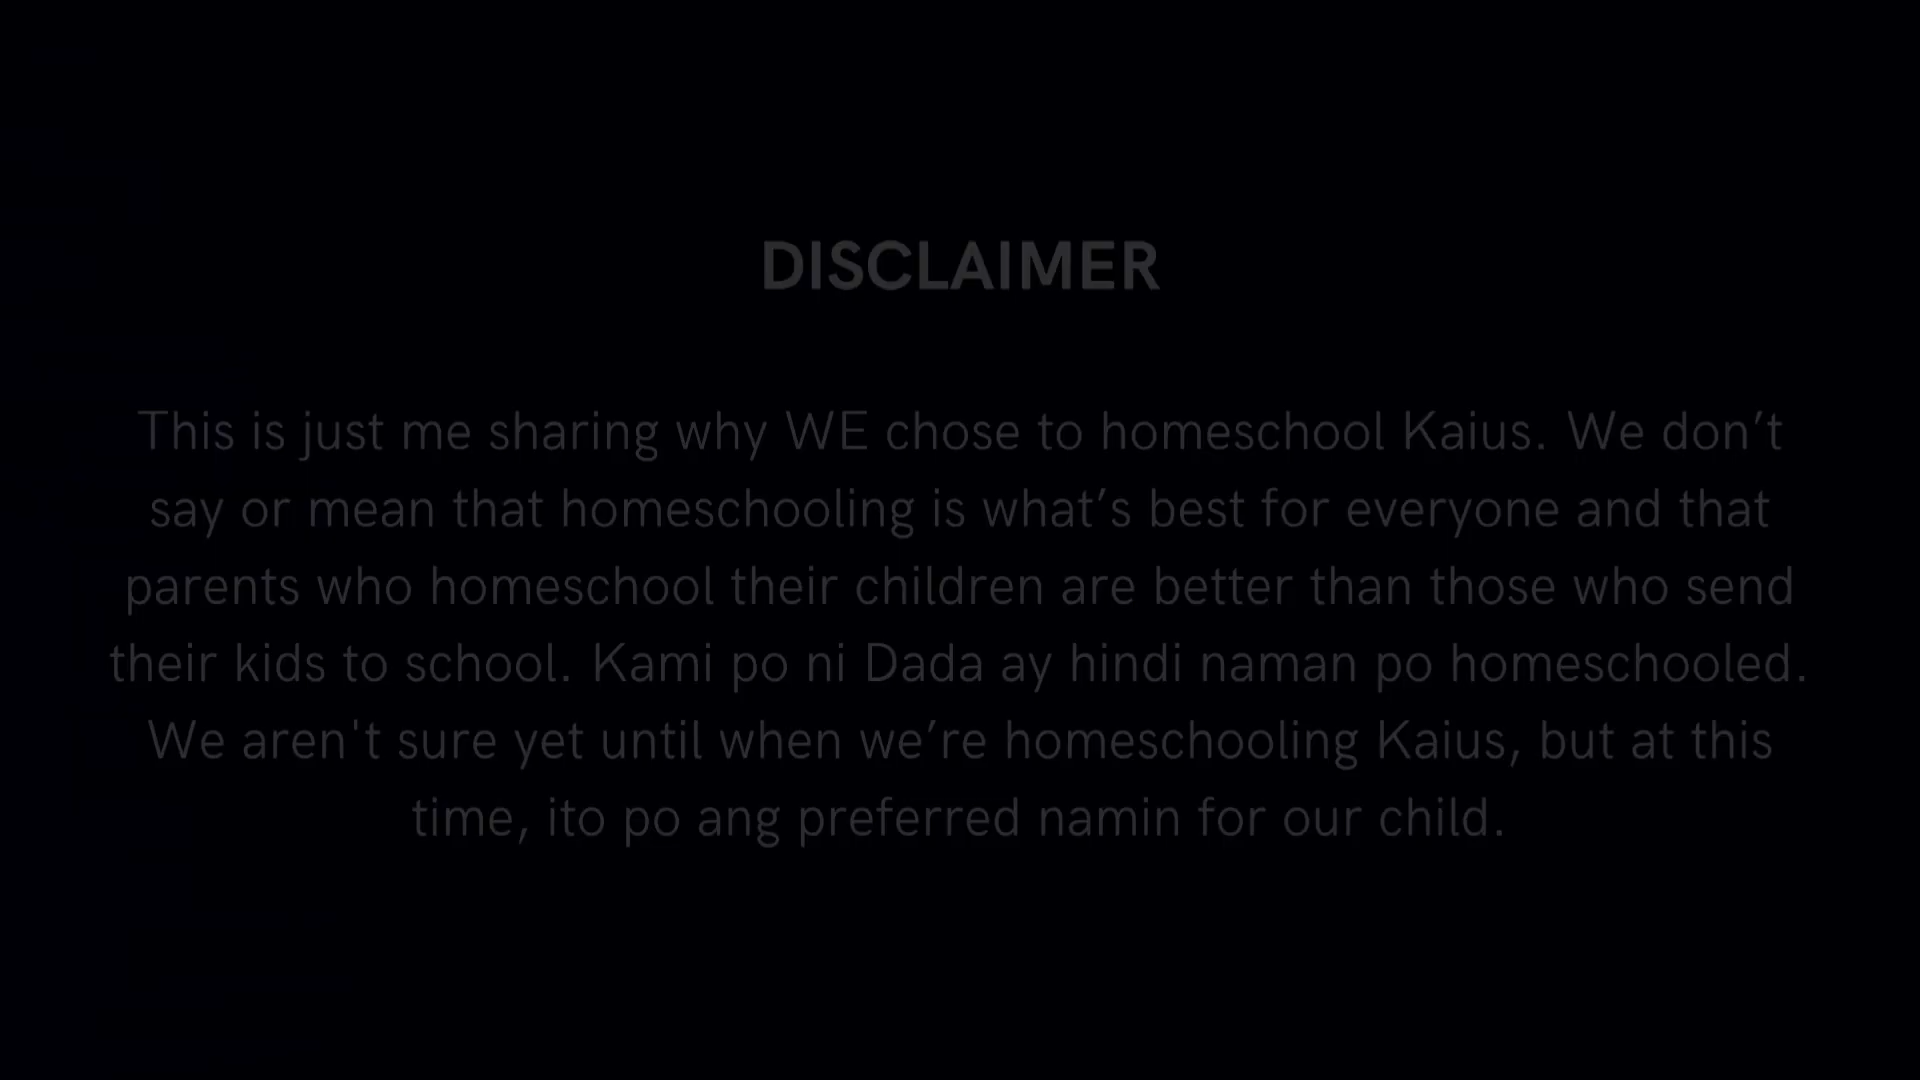 DISCLAIMER
This is just me sharing why WE chose to homeschool Kaius. We don’t
say or mean that homeschooling is what’s best for everyone and that
parents who homeschool their children are better than those who send
their kids to school. Kami po ni Dada ay hindi naman po homeschooled.
We aren't sure yet until when we’re homeschooling Kaius, but at this
time, ito po ang preferred namin for our child.